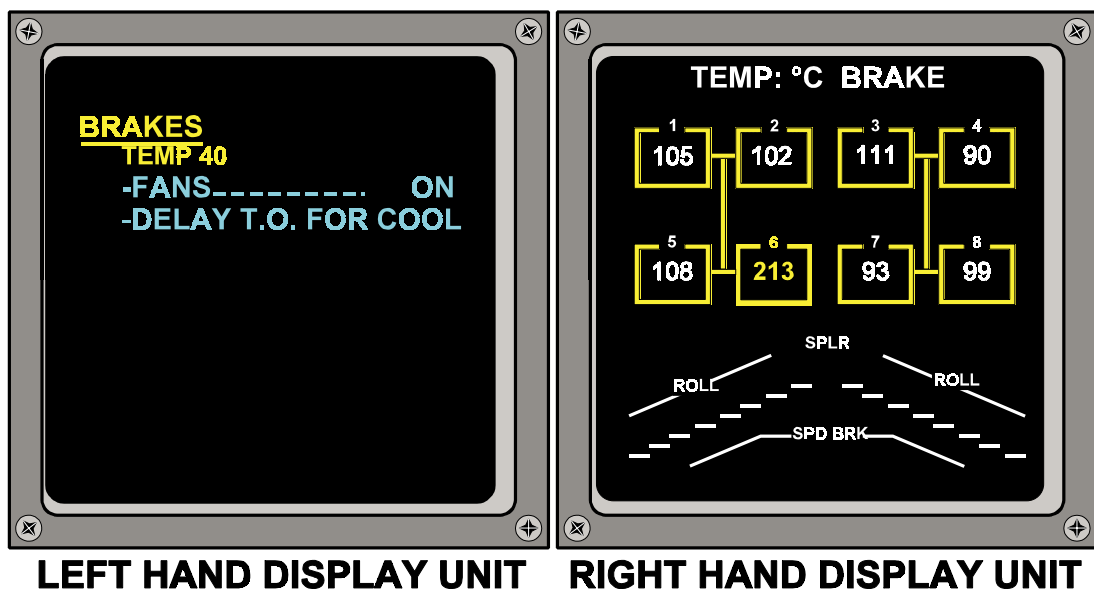 BRAKES
TEMP 40
-FANS________. ON
-DELAY T.O. FOR COOL
TEMP: ºC BRAKE
1 2 3 4
105 102 111 90
5 6 7 8
108 213 93 99
SPLR
ROLL ROLL
SPD BRK
LEFT HAND DISPLAY UNIT
RIGHT HAND DISPLAY UNIT